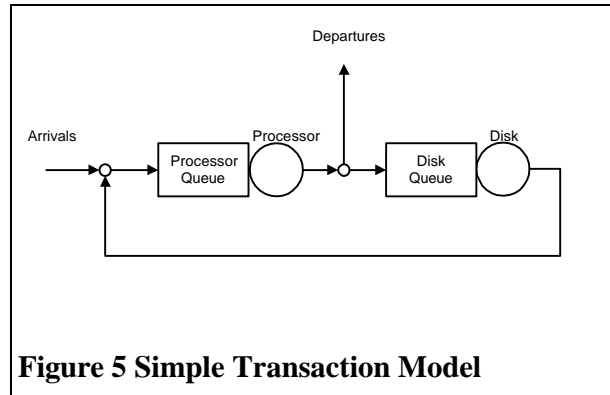 Departures
Arrivals
Processor
Disk
Processor
Queue
Disk
Queue
Figure 5 Simple Transaction Model